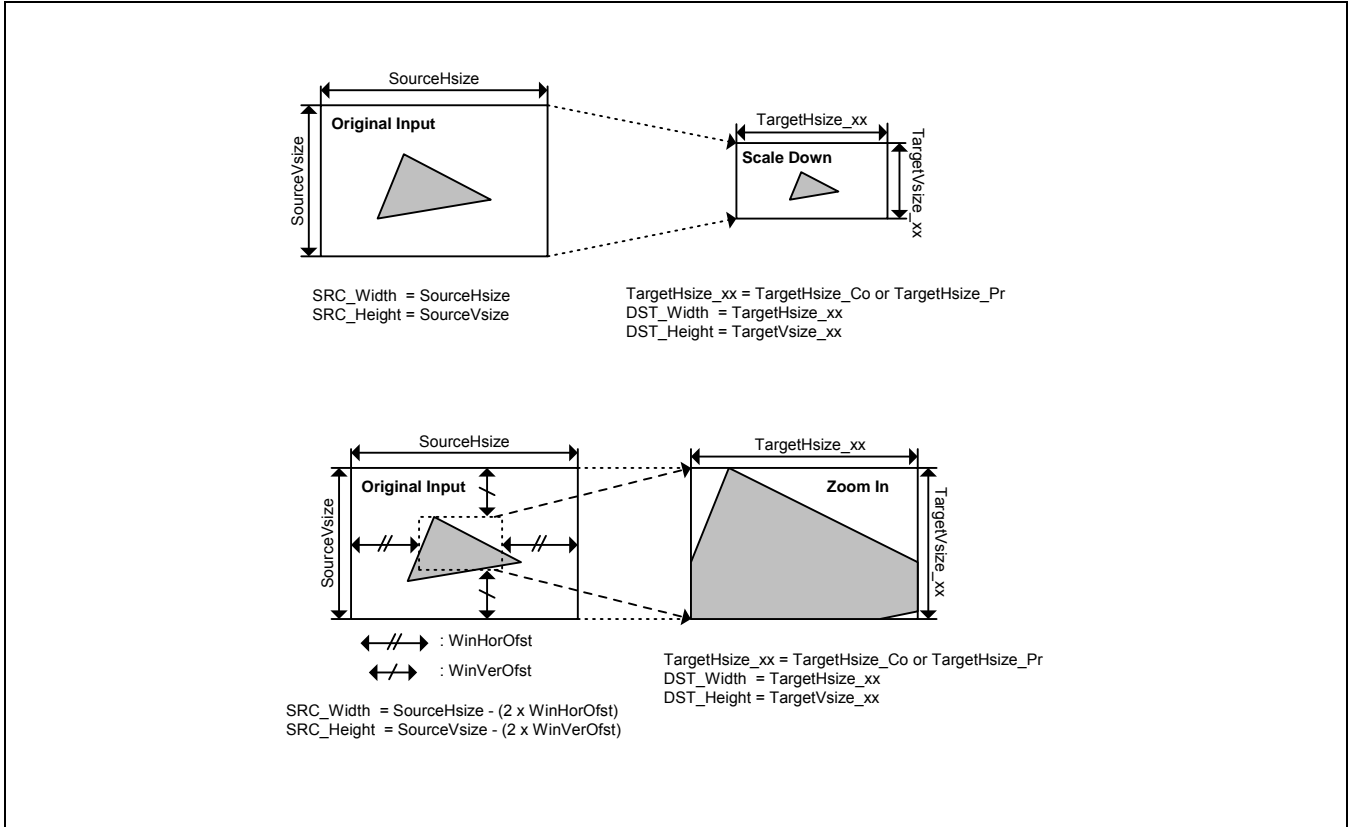 SourceHsize
SourceVsize
Original Input
TargetHsize_xx
TargetVsize_xx
Scale Down
SRC_Width = SourceHsize
SRC_Height = SourceVsize
TargetHsize_xx = TargetHsize_Co or TargetHsize_Pr
DST_Width = TargetHsize_xx
DST_Height = TargetVsize_xx
SourceHsize
SourceVsize
Original Input
TargetHsize_xx
TargetVsize_xx
Zoom In
: WinHorOfst
: WinVerOfst
SRC_Width = SourceHsize - (2 x WinHorOfst)
SRC_Height = SourceVsize - (2 x WinVerOfst)
TargetHsize_xx = TargetHsize_Co or TargetHsize_Pr
DST_Width = TargetHsize_xx
DST_Height = TargetVsize_xx